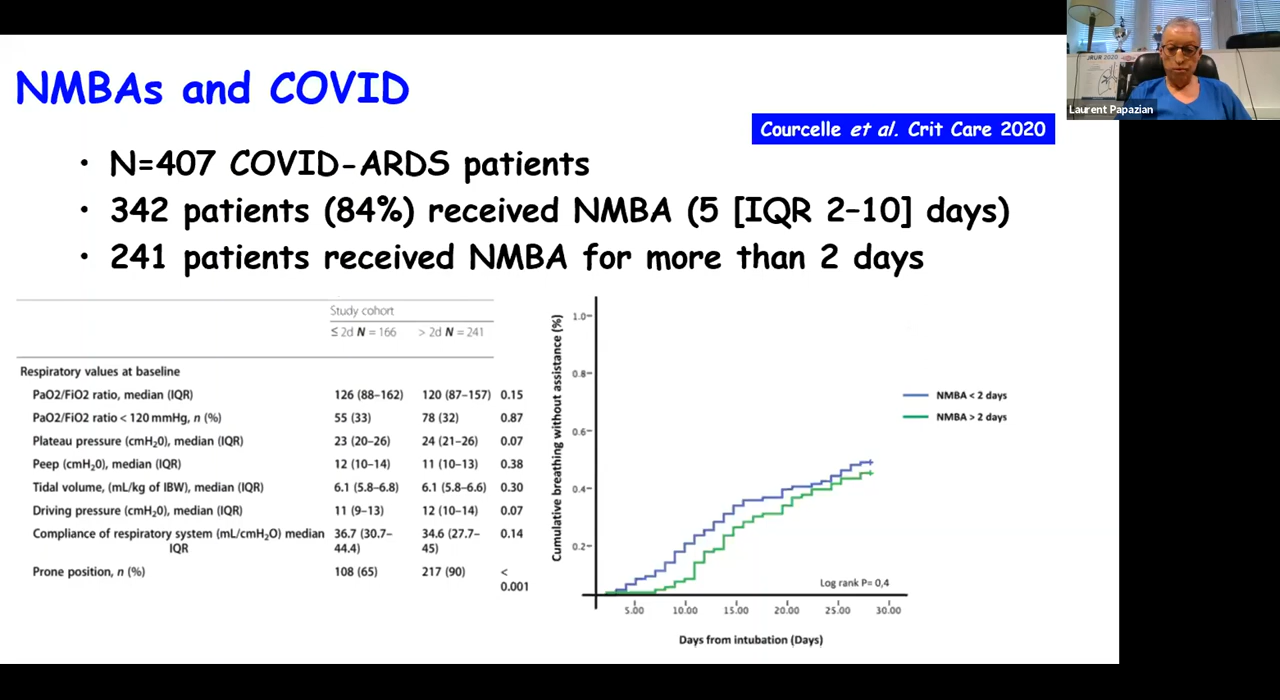 NMBAs and COVID
JRUR 2020
Laurent Papazian
Courcelle et al. Crit Care 2020
• N=407 COVID-ARDS patients
• 342 patients (84%) received NMBA (5 [IQR 2–10] days)
• 241 patients received NMBA for more than 2 days
Study cohort
≤ 2d N = 166 > 2d N = 241
Respiratory values at baseline
PaO2/FiO2 ratio, median (IQR) 126 (88–162) 120 (87–157) 0.15
PaO2/FiO2 ratio < 120 mmHg, n (%) 55 (33) 78 (32) 0.87
Plateau pressure (cmH20), median (IQR) 23 (20–26) 24 (21–26) 0.07
Peep (cmH20), median (IQR) 12 (10–14) 11 (10–13) 0.38
Tidal volume, (mL/kg of IBW), median (IQR) 6.1 (5.8–6.8) 6.1 (5.8–6.6) 0.30
Driving pressure (cmH20), median (IQR) 11 (9–13) 12 (10–14) 0.07
Compliance of respiratory system (mL/cmH2O) median 36.7 (30.7– 34.6 (27.7– 0.14
IQR 44.4) 45)
Prone position, n (%) 108 (65) 217 (90) <
0.001
Cumulative breathing without assistance (%)
1.0
0.8
0.6
0.4
0.2
NMBA < 2 days
NMBA > 2 days
Log rank P= 0,4
5.00 10.00 15.00 20.00 25.00 30.00
Days from intubation (Days)